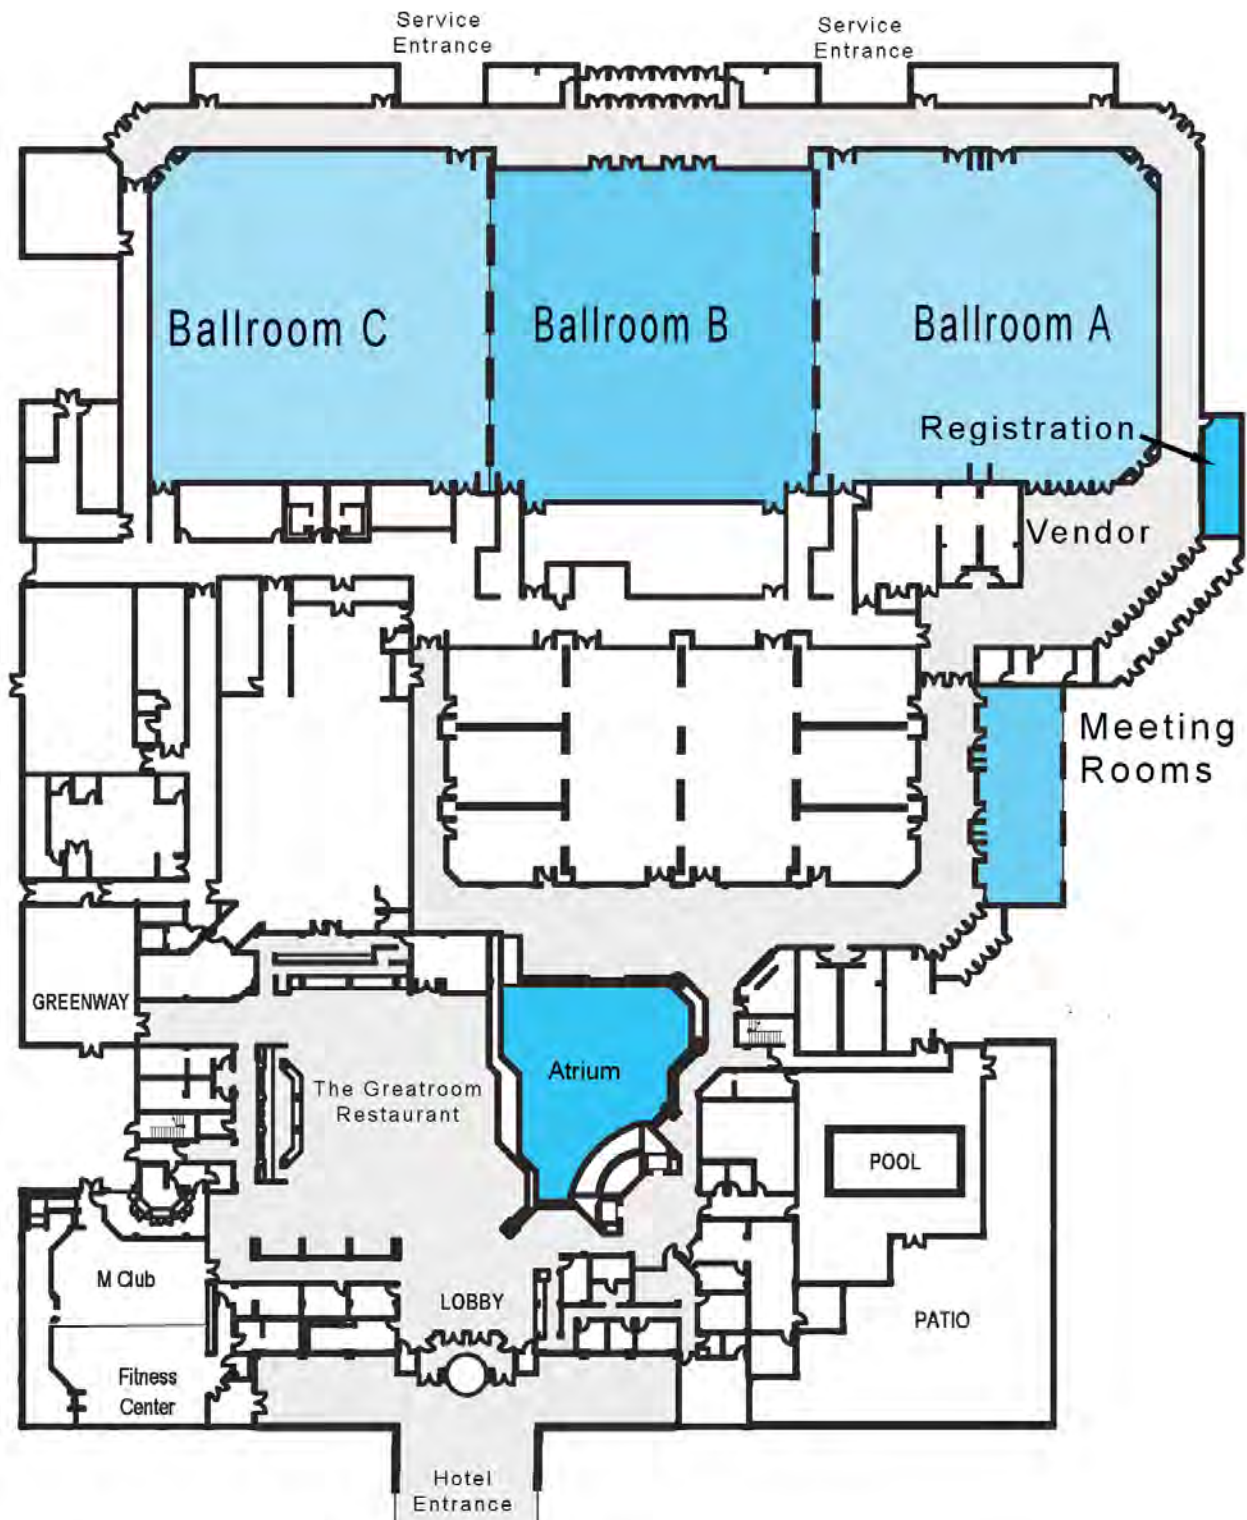 Service
Entrance
Service
Entrance
Ballroom C
Ballroom B
Ballroom A
Registration
Vendor
Meeting
Rooms
GREENWAY
Atrium
The Greatroom
Restaurant
POOL
M Club
LOBBY
PATIO
Fitness
Center
Hotel
Entrance